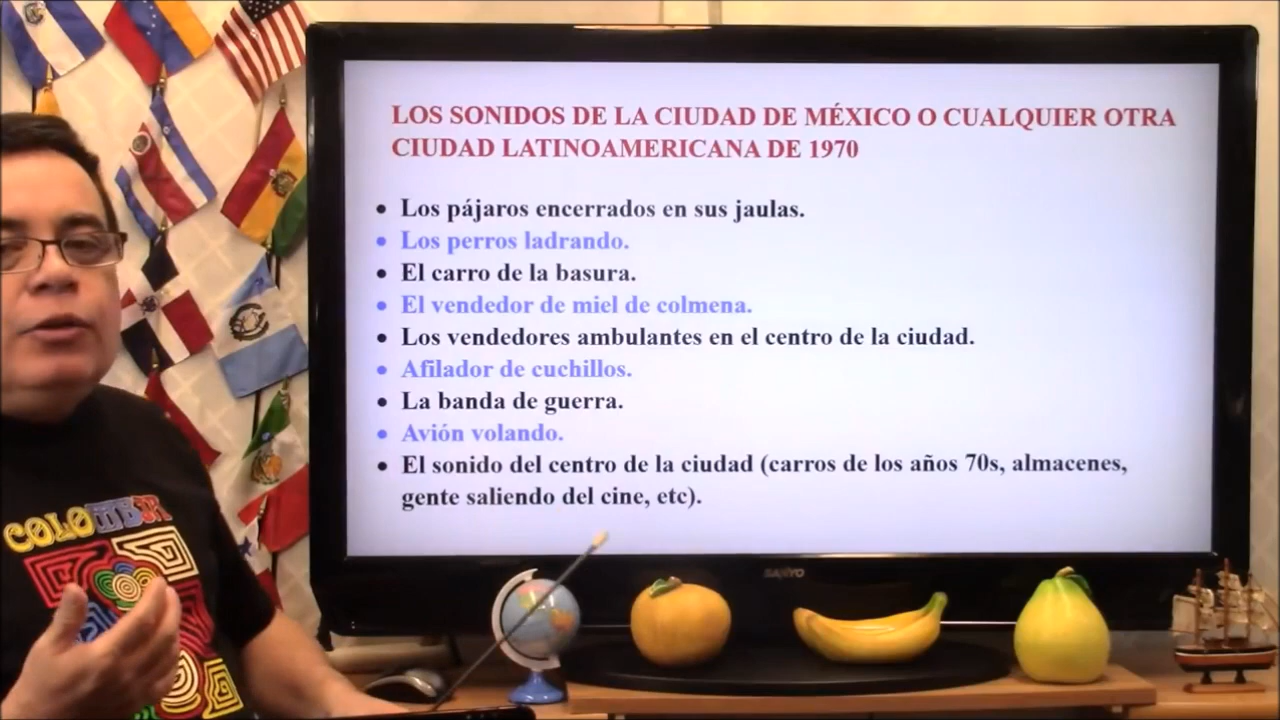 LOS SONIDOS DE LA CIUDAD DE MÉXICO O CUALQUIER OTRA
CIUDAD LATINOAMERICANA DE 1970
• Los pájaros encerrados en sus jaulas.
• Los perros ladrando.
• El carro de la basura.
• El vendedor de miel de colmena.
• Los vendedores ambulantes en el centro de la ciudad.
• Afilador de cuchillos.
• La banda de guerra.
• Avión volando.
• El sonido del centro de la ciudad (carros de los años 70s, almacenes,
gente saliendo del cine, etc).
COLOMBIA
SANYO